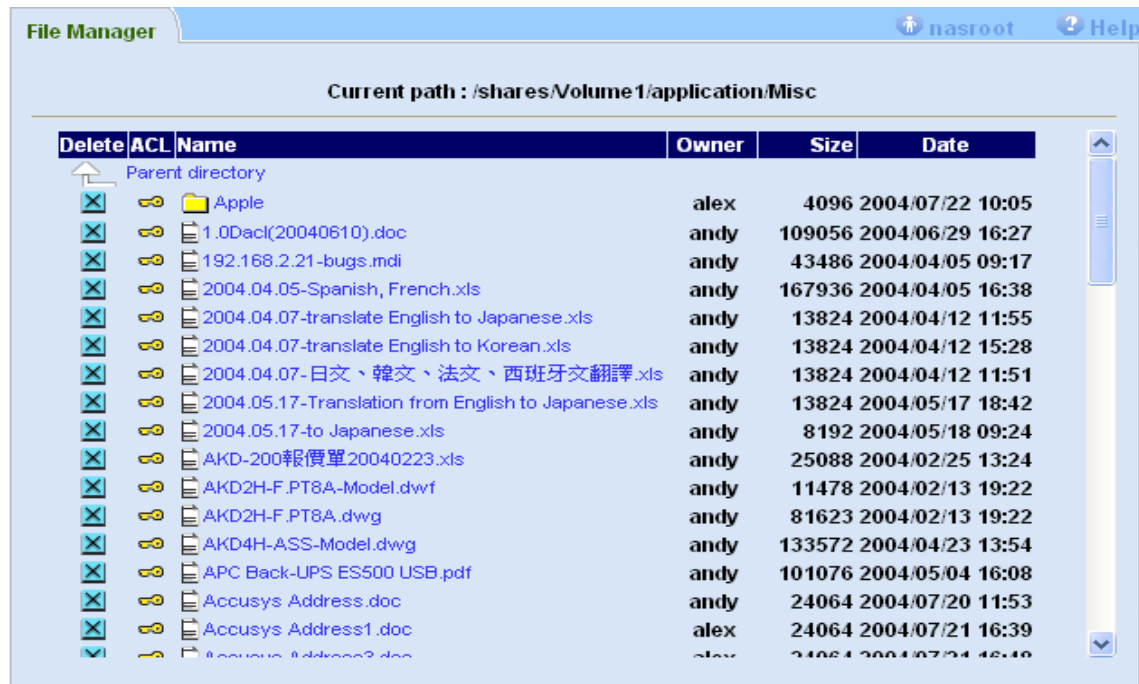 File Manager nasroot Help
Current path : /shares/Volume1/application/Misc
Delete ACL Name Owner Size Date
Parent directory
Apple alex 4096 2004/07/22 10:05
1.0Dacl(20040610).doc andy 109056 2004/06/29 16:27
192.168.2.21-bugs.mdi andy 43486 2004/04/05 09:17
2004.04.05-Spanish, French.xls andy 167936 2004/04/05 16:38
2004.04.07-translate English to Japanese.xls andy 13824 2004/04/12 11:55
2004.04.07-translate English to Korean.xls andy 13824 2004/04/12 15:28
2004.04.07-日文、韓文、法文、西班牙文翻譯.xls andy 13824 2004/04/12 11:51
2004.05.17-Translation from English to Japanese.xls andy 13824 2004/05/17 18:42
2004.05.17-to Japanese.xls andy 8192 2004/05/18 09:24
AKD-200報價單20040223.xls andy 25088 2004/02/25 13:24
AKD2H-F.PT8A-Model.dwf andy 11478 2004/02/13 19:22
AKD2H-F.PT8A.dwg andy 81623 2004/02/13 19:22
AKD4H-ASS-Model.dwg andy 133572 2004/04/23 13:54
APC Back-UPS ES500 USB.pdf andy 101076 2004/05/04 16:08
Accusys Address.doc andy 24064 2004/07/20 11:53
Accusys Address1.doc alex 24064 2004/07/21 16:39